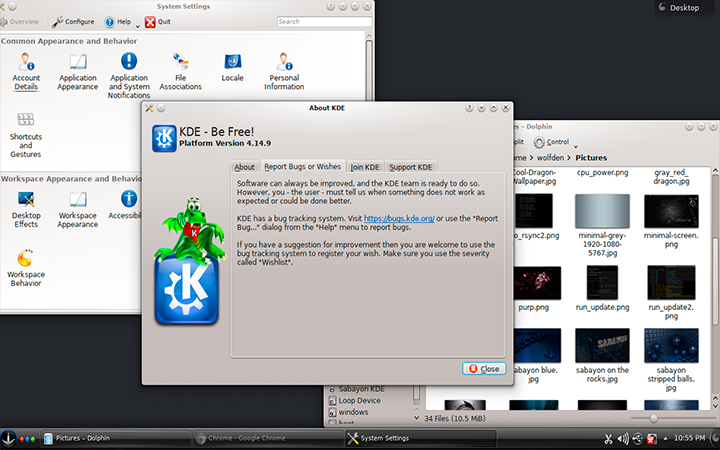 System Settings
Overview Configure Help Quit
Search
Common Appearance and Behavior
Account Details
Application Appearance
Application and System Notifications
File Associations
Locale
Personal Information
Shortcuts and Gestures
Workspace Appearance and Behavior
Desktop Effects
Workspace Appearance
Accessibi
Workspace Behavior
Desktop
About KDE
KDE - Be Free!
Platform Version 4.14.9
About Report Bugs or Wishes Join KDE Support KDE
Software can always be improved, and the KDE team is ready to do so.
However, you - the user - must tell us when something does not work as
expected or could be done better.
KDE has a bug tracking system. Visit https://bugs.kde.org/ or use the "Report
Bug..." dialog from the "Help" menu to report bugs.
If you have a suggestion for improvement then you are welcome to use the
bug tracking system to register your wish. Make sure you use the severity
called "Wishlist".
Close
Pictures – Dolphin
Split Control
home wolfden Pictures
Cool-Dragon-Wallpaper.jpg
cpu_power.png
gray_red_dragon.jpg
o_rsync2.png
minimal-grey-1920-1080-5767.jpg
minimal-screen.png
purp.png
run_update.png
run_update2.png
sabayon blue.jpg
sabayon on the rocks.jpg
sabayon stripped balls.jpg
Sabayon KDE
Loop Device
windows
34 Files (10.5 MiB)
Pictures – Dolphin
Chrome - Google Chrome
System Settings
10:55 PM